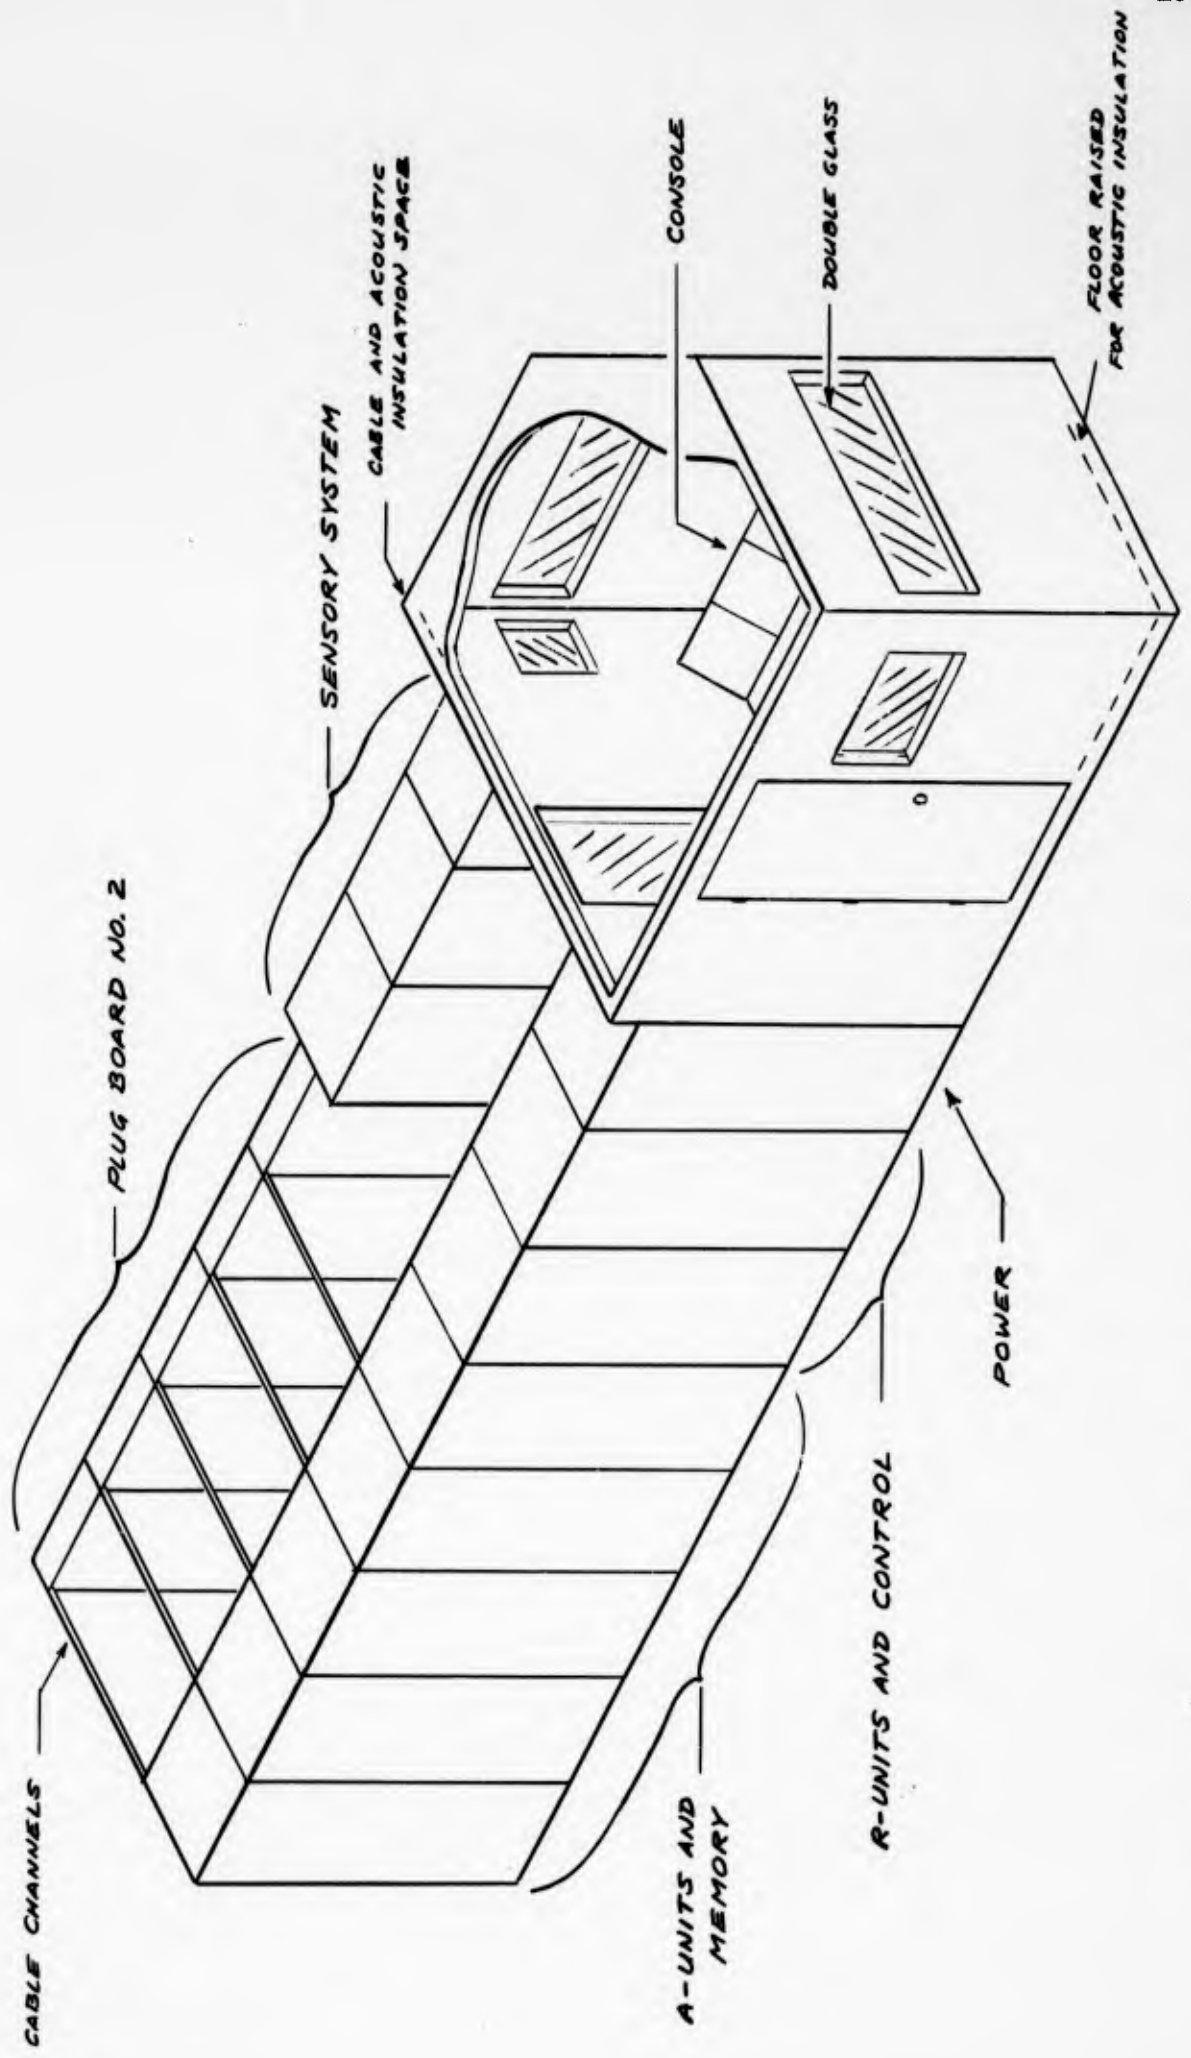 CABLE CHANNELS
PLUG BOARD NO. 2
SENSORY SYSTEM
CABLE AND ACOUSTIC
INSULATION SPACE
CONSOLE
DOUBLE GLASS
FLOOR RAISED
FOR ACOUSTIC INSULATION
POWER
R-UNITS AND CONTROL
A-UNITS AND
MEMORY